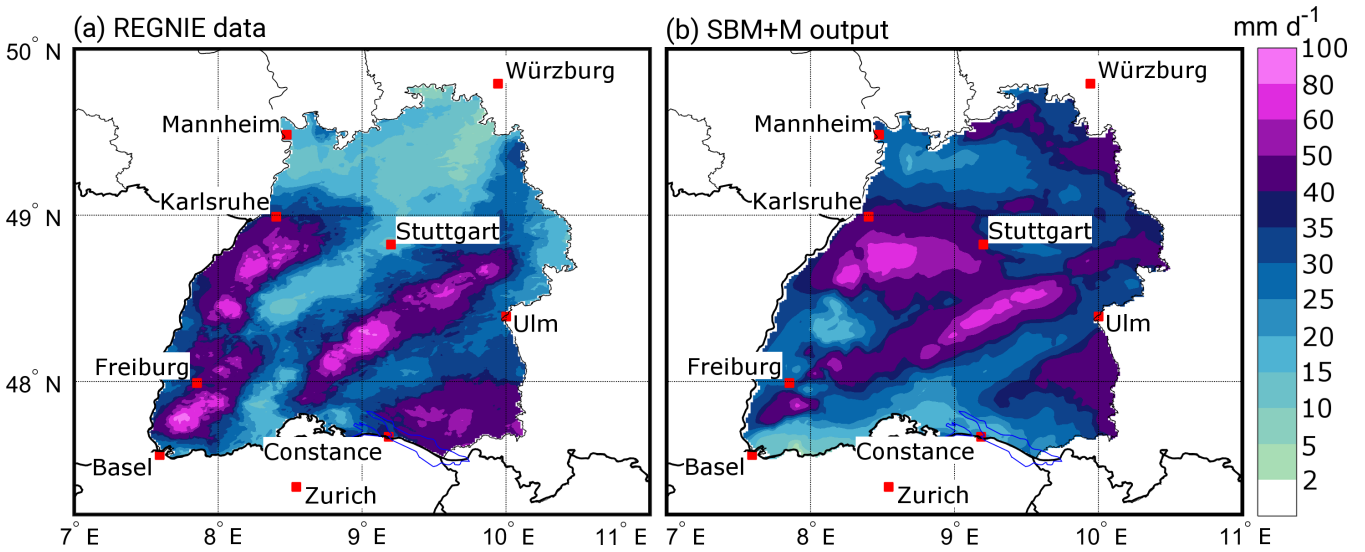 (a) REGNIE data
(b) SBM+M output
mm d⁻¹
50° N
49° N
48° N
7° E
8° E
9° E
10° E
11° E
Würzburg
Mannheim
Karlsruhe
Stuttgart
Ulm
Freiburg
Constance
Basel
Zurich
7° E
8° E
9° E
10° E
11° E
Würzburg
Mannheim
Karlsruhe
Stuttgart
Ulm
Freiburg
Constance
Basel
Zurich
100
80
60
50
40
35
30
25
20
15
10
5
2